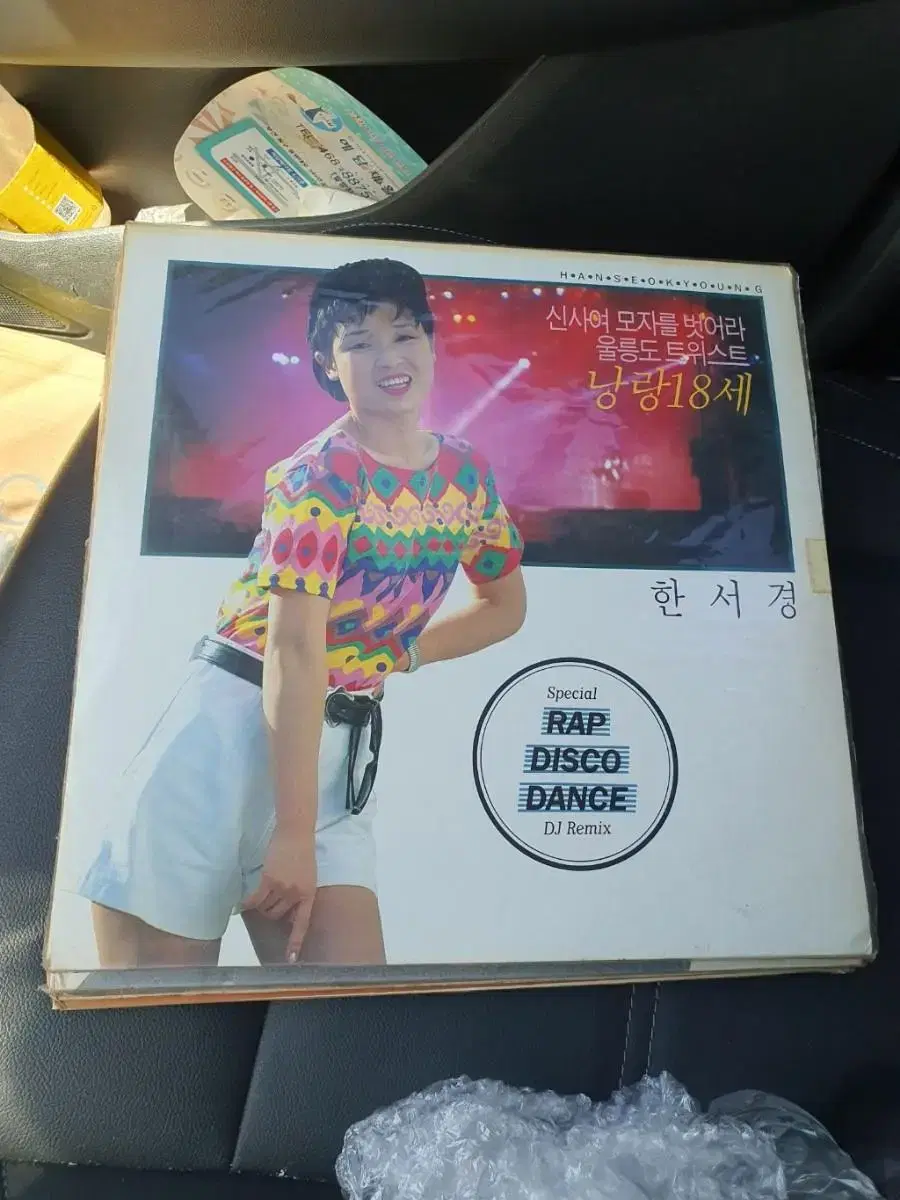 H•A•N•S•E•O•K•Y•O•U•N•G
신사여 모자를 벗어라
울릉도 트위스트
낭랑18세
한서경
Special
RAP
DISCO
DANCE
DJ Remix